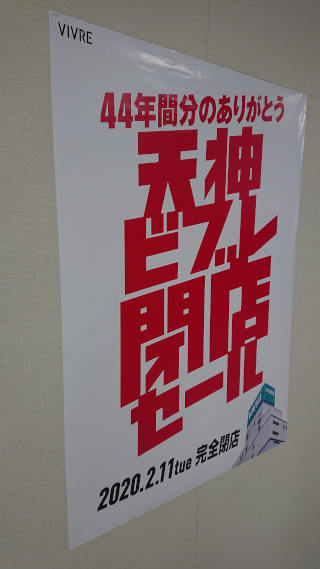 VIVRE
44年間分のありがとう
天神
ビブレ
閉店
セール
2020.2.11tue 完全閉店